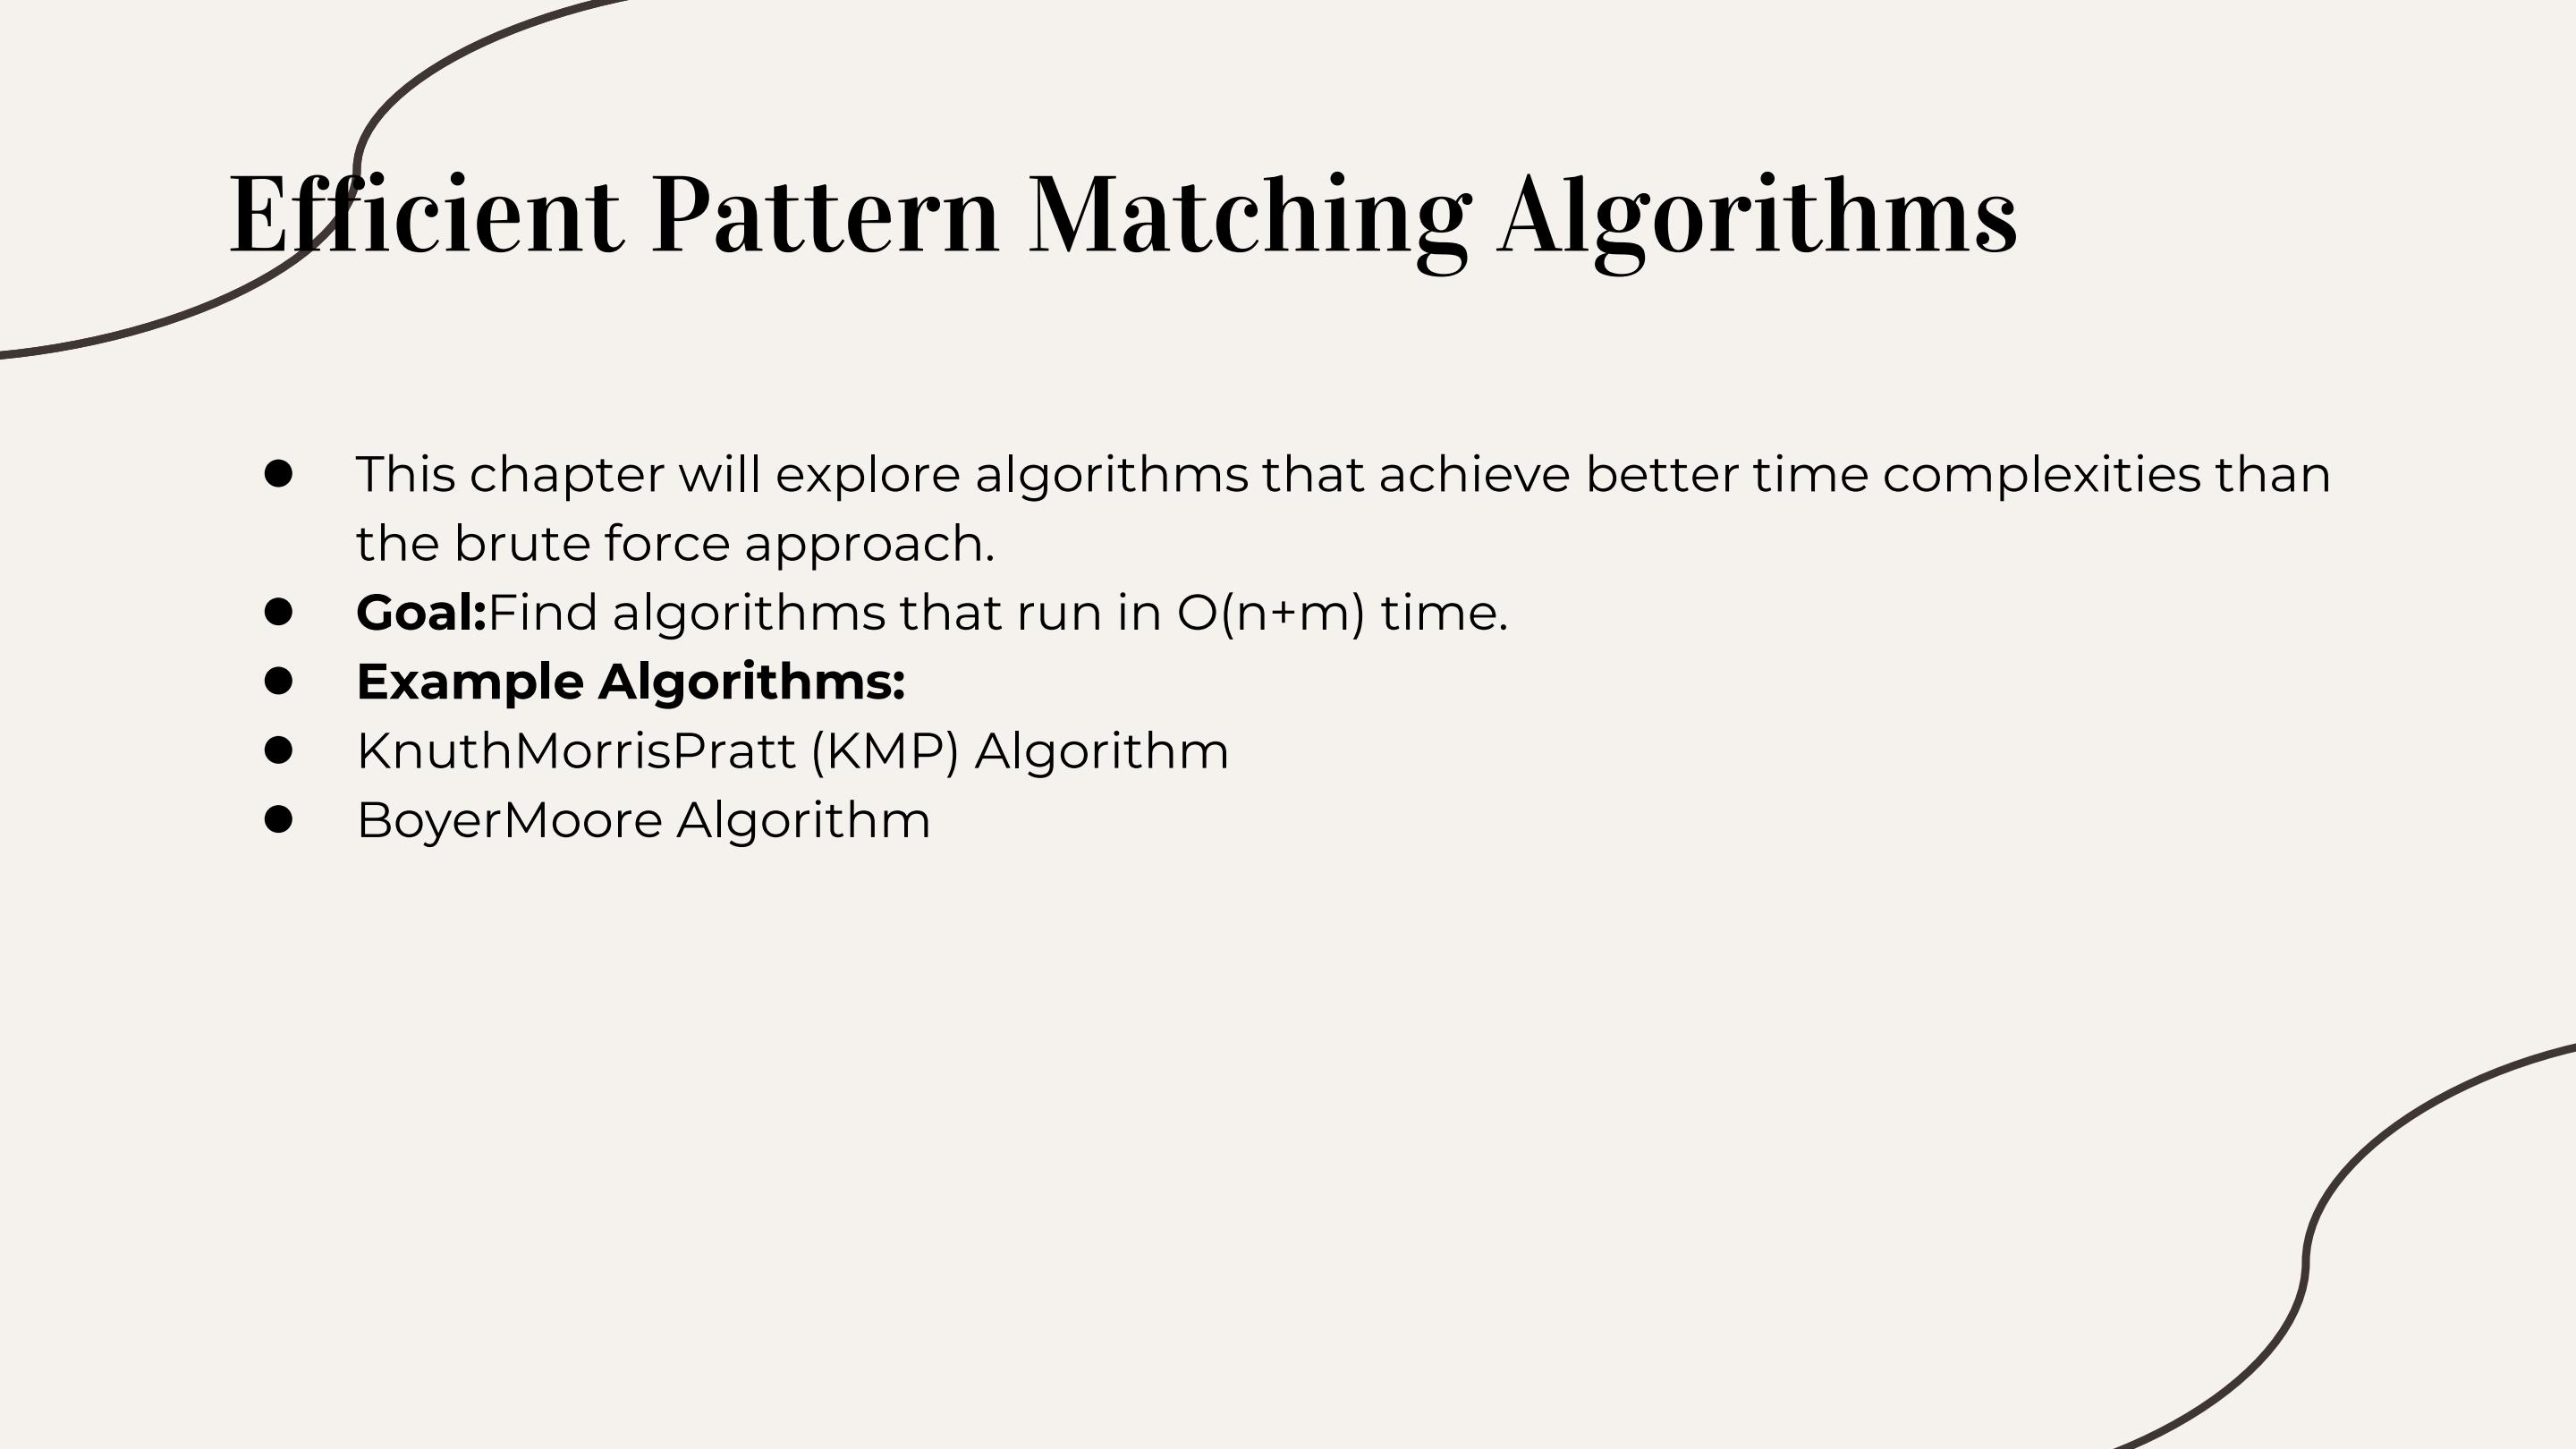 Efficient Pattern Matching Algorithms
● This chapter will explore algorithms that achieve better time complexities than
the brute force approach.
● Goal:Find algorithms that run in O(n+m) time.
● Example Algorithms:
● KnuthMorrisPratt (KMP) Algorithm
● BoyerMoore Algorithm